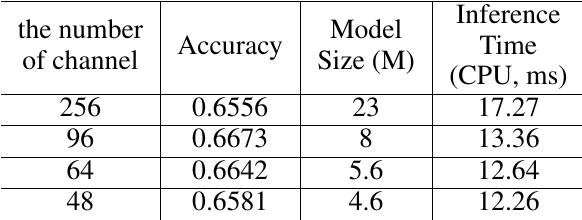 the number of channel | Accuracy | Model Size (M) | Inference Time (CPU, ms)
256 | 0.6556 | 23 | 17.27
96 | 0.6673 | 8 | 13.36
64 | 0.6642 | 5.6 | 12.64
48 | 0.6581 | 4.6 | 12.26